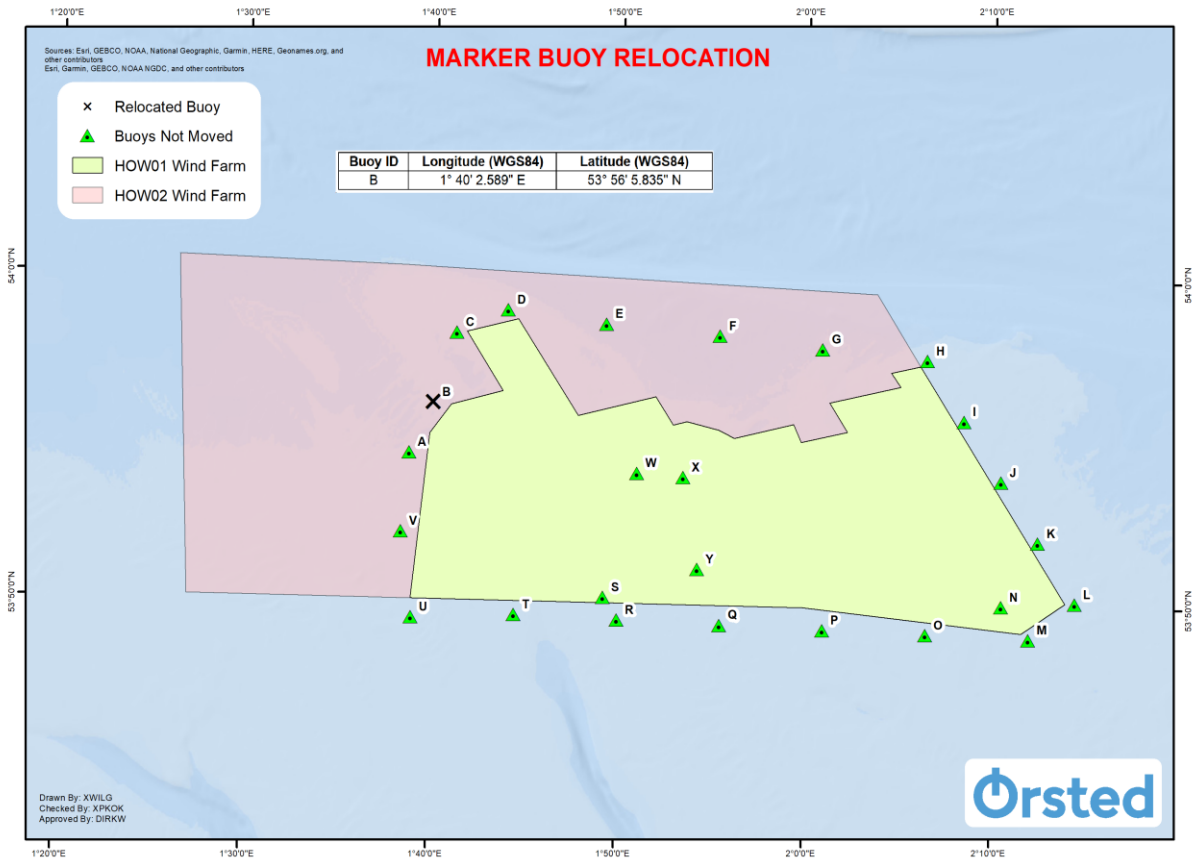 1°20'0"E 1°30'0"E 1°40'0"E 1°50'0"E 2°0'0"E 2°10'0"E
Sources: Esri, GEBCO, NOAA, National Geographic, Garmin, HERE, Geonames.org, and
other contributors
Esri, Garmin, GEBCO, NOAA NGDC, and other contributors
MARKER BUOY RELOCATION
Relocated Buoy
Buoys Not Moved
HOW01 Wind Farm
HOW02 Wind Farm
Buoy ID Longitude (WGS84) Latitude (WGS84)
B 1° 40' 2.589" E 53° 56' 5.835" N
54°0'0"N
54°0'0"N
D
E
C
F
G
H
B
I
A
W
X
J
V
K
Y
S
N
L
53°50'0"N
53°50'0"N
U
T
R
Q
P
O
M
Drawn By: XWILG
Checked By: XPKOK
Approved By: DIRKW
Ørsted
1°20'0"E 1°30'0"E 1°40'0"E 1°50'0"E 2°0'0"E 2°10'0"E